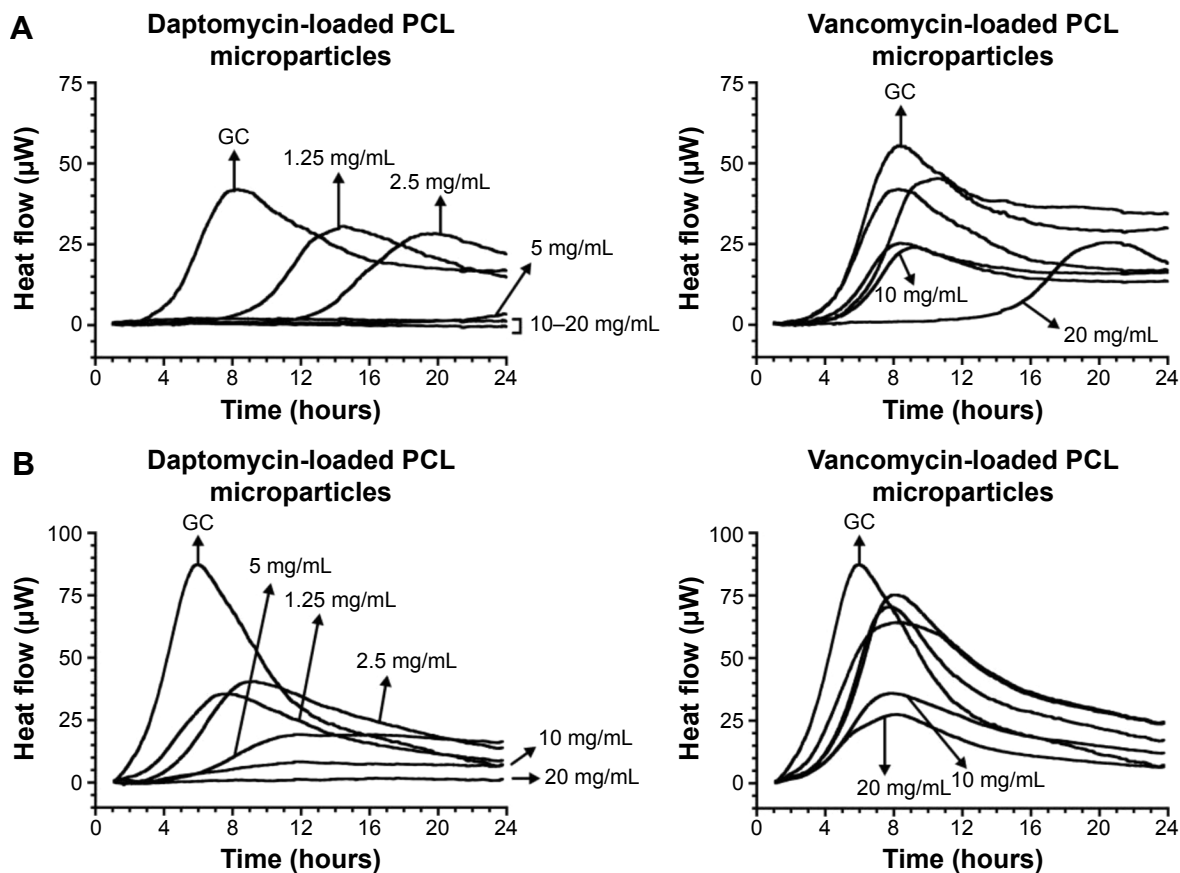 A
Daptomycin-loaded PCL
microparticles
Heat flow (µW)
75
50
25
0
GC
1.25 mg/mL
2.5 mg/mL
5 mg/mL
10–20 mg/mL
0 4 8 12 16 20 24
Time (hours)
Vancomycin-loaded PCL
microparticles
Heat flow (µW)
75
50
25
0
GC
10 mg/mL
20 mg/mL
0 4 8 12 16 20 24
Time (hours)
B
Daptomycin-loaded PCL
microparticles
Heat flow (µW)
100
75
50
25
0
GC
5 mg/mL
1.25 mg/mL
2.5 mg/mL
10 mg/mL
20 mg/mL
0 4 8 12 16 20 24
Time (hours)
Vancomycin-loaded PCL
microparticles
Heat flow (µW)
100
75
50
25
0
GC
20 mg/mL
10 mg/mL
0 4 8 12 16 20 24
Time (hours)